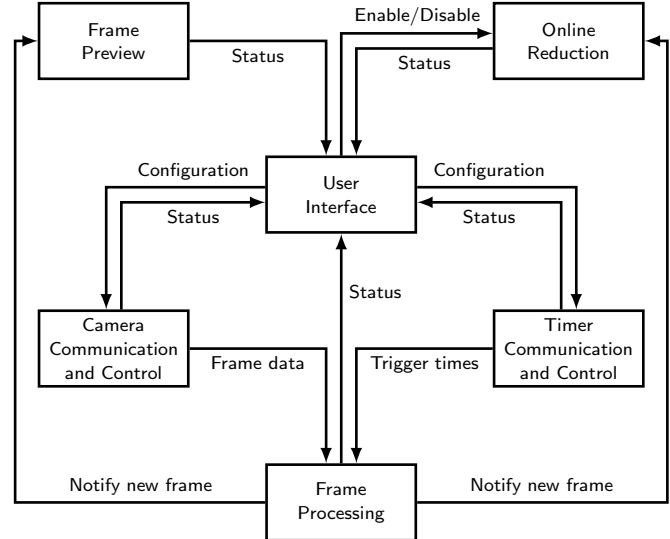 Frame
Preview
Status
Enable/Disable
Status
Online
Reduction
Configuration
Status
User
Interface
Configuration
Status
Status
Camera
Communication
and Control
Frame data
Trigger times
Timer
Communication
and Control
Notify new frame
Frame
Processing
Notify new frame